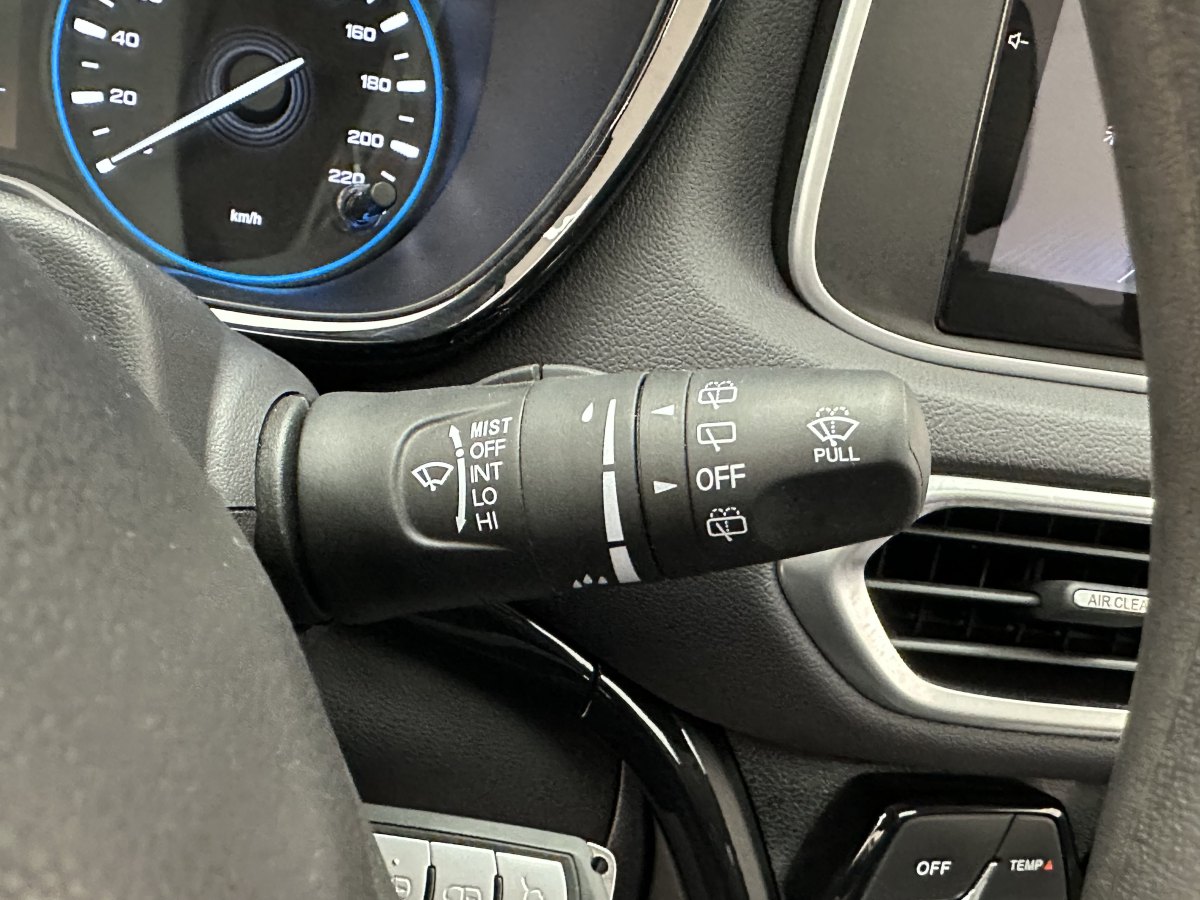 40
20
160
180
200
220
km/h
MIST
OFF
INT
LO
HI
OFF
PULL
AIR CLEA
OFF
TEMP